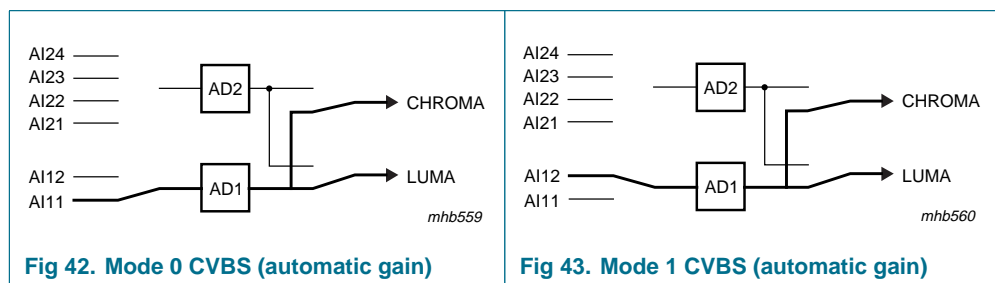 AI24
AI23
AI22
AI21
AI12
AI11
AD2
AD1
CHROMA
LUMA
mhb559
Fig 42. Mode 0 CVBS (automatic gain)
AI24
AI23
AI22
AI21
AI12
AI11
AD2
AD1
CHROMA
LUMA
mhb560
Fig 43. Mode 1 CVBS (automatic gain)